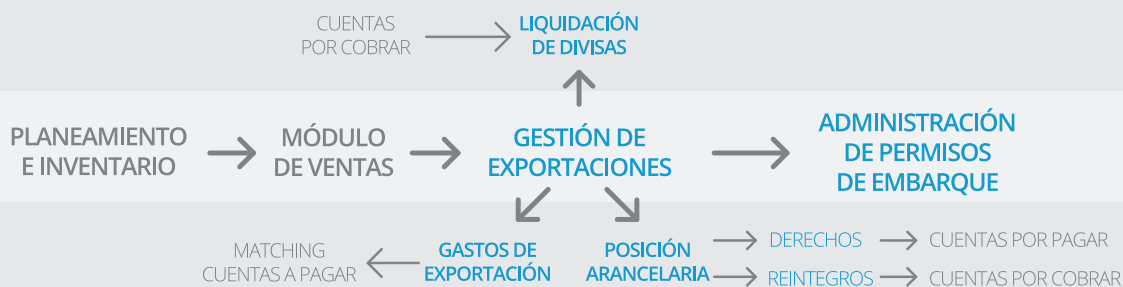 CUENTAS
POR COBRAR
LIQUIDACIÓN
DE DIVISAS
PLANEAMIENTO
E INVENTARIO
MÓDULO
DE VENTAS
GESTIÓN DE
EXPORTACIONES
ADMINISTRACIÓN
DE PERMISOS
DE EMBARQUE
MATCHING
CUENTAS A PAGAR
GASTOS DE
EXPORTACIÓN
POSICIÓN
ARANCELARIA
DERECHOS
CUENTAS POR PAGAR
REINTEGROS
CUENTAS POR COBRAR